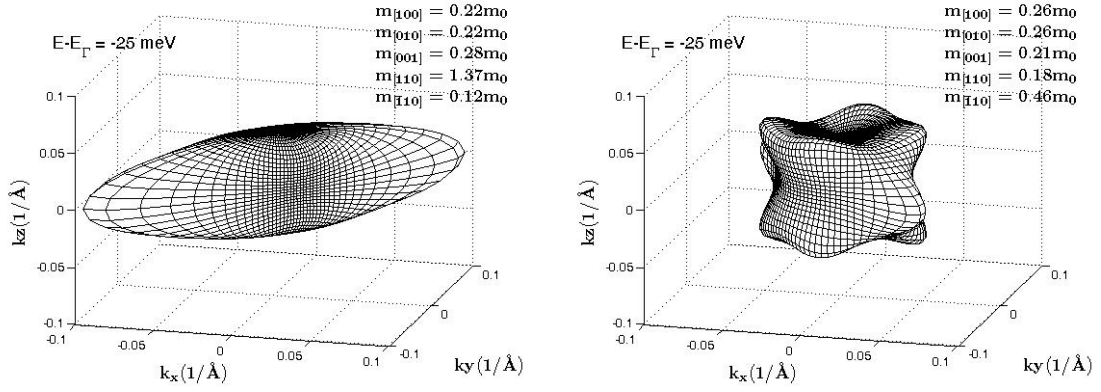 E-E_Γ = -25 meV
m[100] = 0.22m0
m[010] = 0.22m0
m[001] = 0.28m0
m[110] = 1.37m0
m[1̄10] = 0.12m0
0.1
0.05
0
-0.05
-0.1
kz(1/Å)
-0.1
-0.05
0
0.05
0.1
kx(1/Å)
-0.1
0
0.1
ky(1/Å)
E-E_Γ = -25 meV
m[100] = 0.26m0
m[010] = 0.26m0
m[001] = 0.21m0
m[110] = 0.18m0
m[1̄10] = 0.46m0
0.1
0.05
0
-0.05
-0.1
kz(1/Å)
-0.1
-0.05
0
0.05
0.1
kx(1/Å)
-0.1
0
0.1
ky(1/Å)